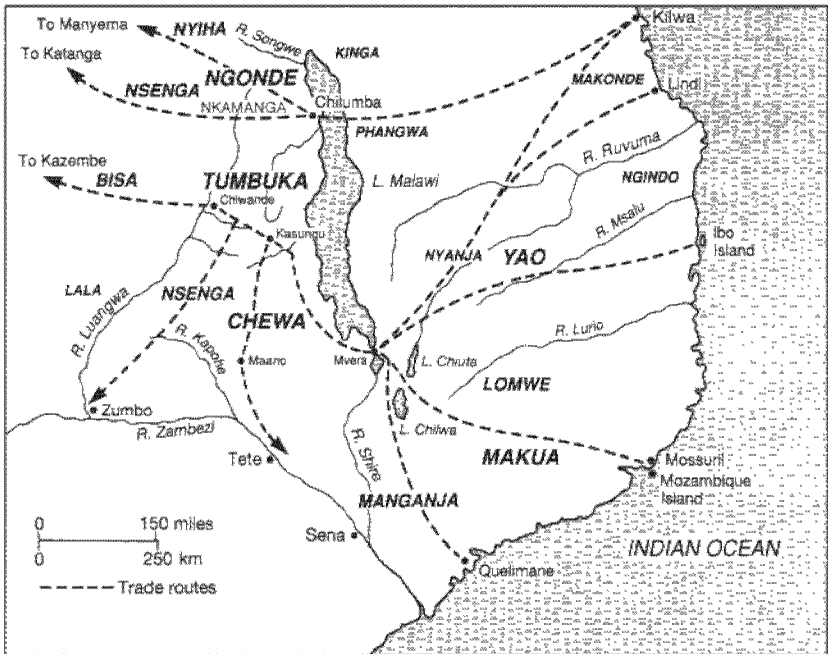 To Manyema
NYIHA
R. Songwe
KINGA
Kilwa
To Katanga
NGONDE
NSENGA
NKAMANGA
Chilumba
MAKONDE
Lindi
PHANGWA
To Kazembe
BISA
TUMBUKA
Chiwande
L. Malawi
R. Ruvuma
NGINDO
Kasungu
R. Msalu
Ibo
Island
NYANJA
YAO
LALA
NSENGA
R. Luangwa
CHEWA
R. Kapohe
R. Lurio
Maano
Mvera
L. Chiuta
LOMWE
Zumbo
R. Zambezi
L. Chilwa
R. Shire
Tete
MAKUA
Mossuril
Mozambique
Island
MANGANJA
0 150 miles
0 250 km
Sena
INDIAN OCEAN
Quelimane
Trade routes